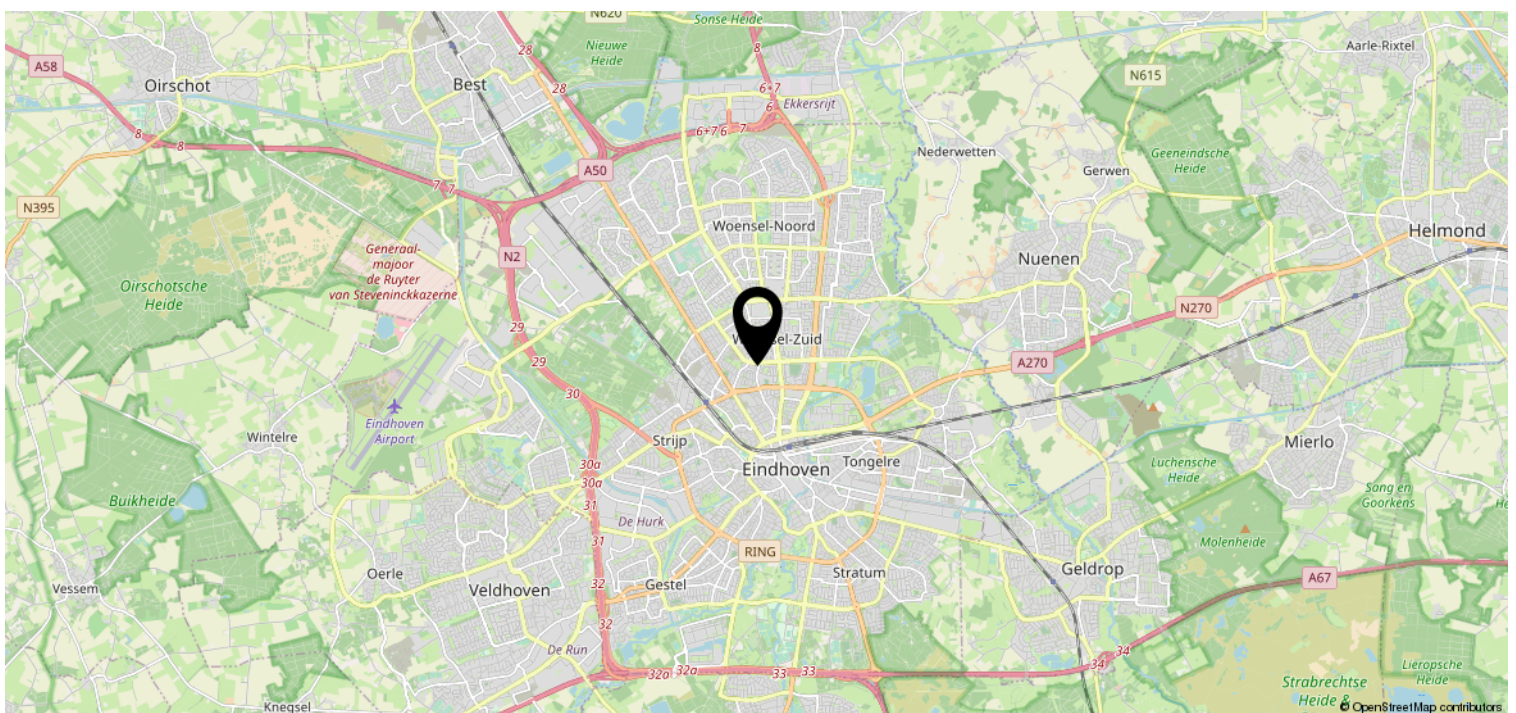 N620
Sonse Heide
28
8
Nieuwe
Heide
Aarle-Rixtel
A58
Oirschot
Best
28
6+7
N615
6
Ekkersrijt
8
8
6+7 6 7
Nederwetten
Geeneindsche
Heide
A50
Gerwen
7 7
N395
Woensel-Noord
Helmond
Generaal-
majoor
de Ruyter
van Steveninckkazerne
N2
Nuenen
Oirschotsche
Heide
N270
29
sel-Zuid
29
A270
30
Eindhoven
Airport
Wintelre
Strijp
Mierlo
Eindhoven
Tongelre
30a
30a
Luchensche
Heide
Buikheide
31
Sang en
Goorkens
De Hurk
31
Molenheide
RING
Oerle
Stratum
Geldrop
A67
Vessem
Veldhoven
32
Gestel
32
De Run
34
34
32a 32a
33 33
Lieropsche
Heide
Strabrechtse
Heide &
Knegsel
© OpenStreetMap contributors